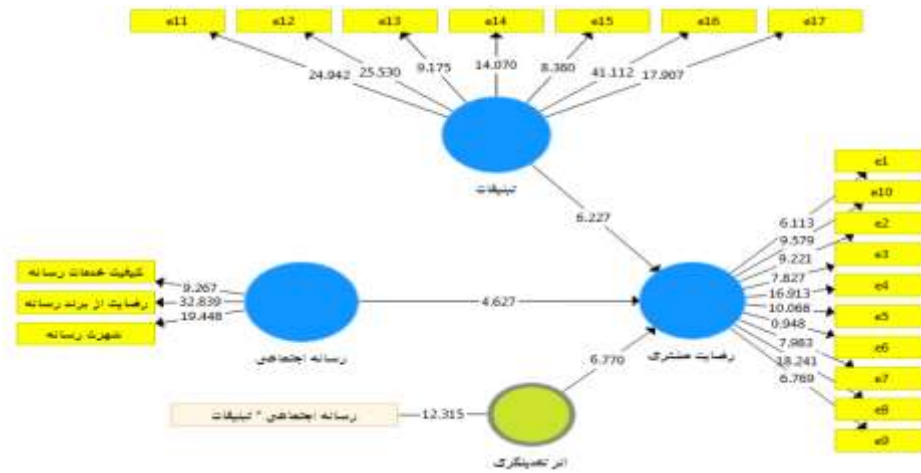 e11 e12 e13 e14 e15 e16 e17
24.942 25.530 9.175 14.070 8.360 41.112 17.907
تبلیغات
6.227
e1
e10
e2
e3
e4
e5
e6
e7
e8
e9
6.113
9.579
9.221
7.827
16.913
10.068
0.948
7.983
18.241
6.769
رضایت مشتری
کیفیت خدمات رسانه
رضایت از برند رسانه
شهرت رسانه
9.267
32.839
19.448
رسانه اجتماعی
4.627
6.770
رسانه اجتماعی * تبلیغات
12.315
اثر تعدیلگری